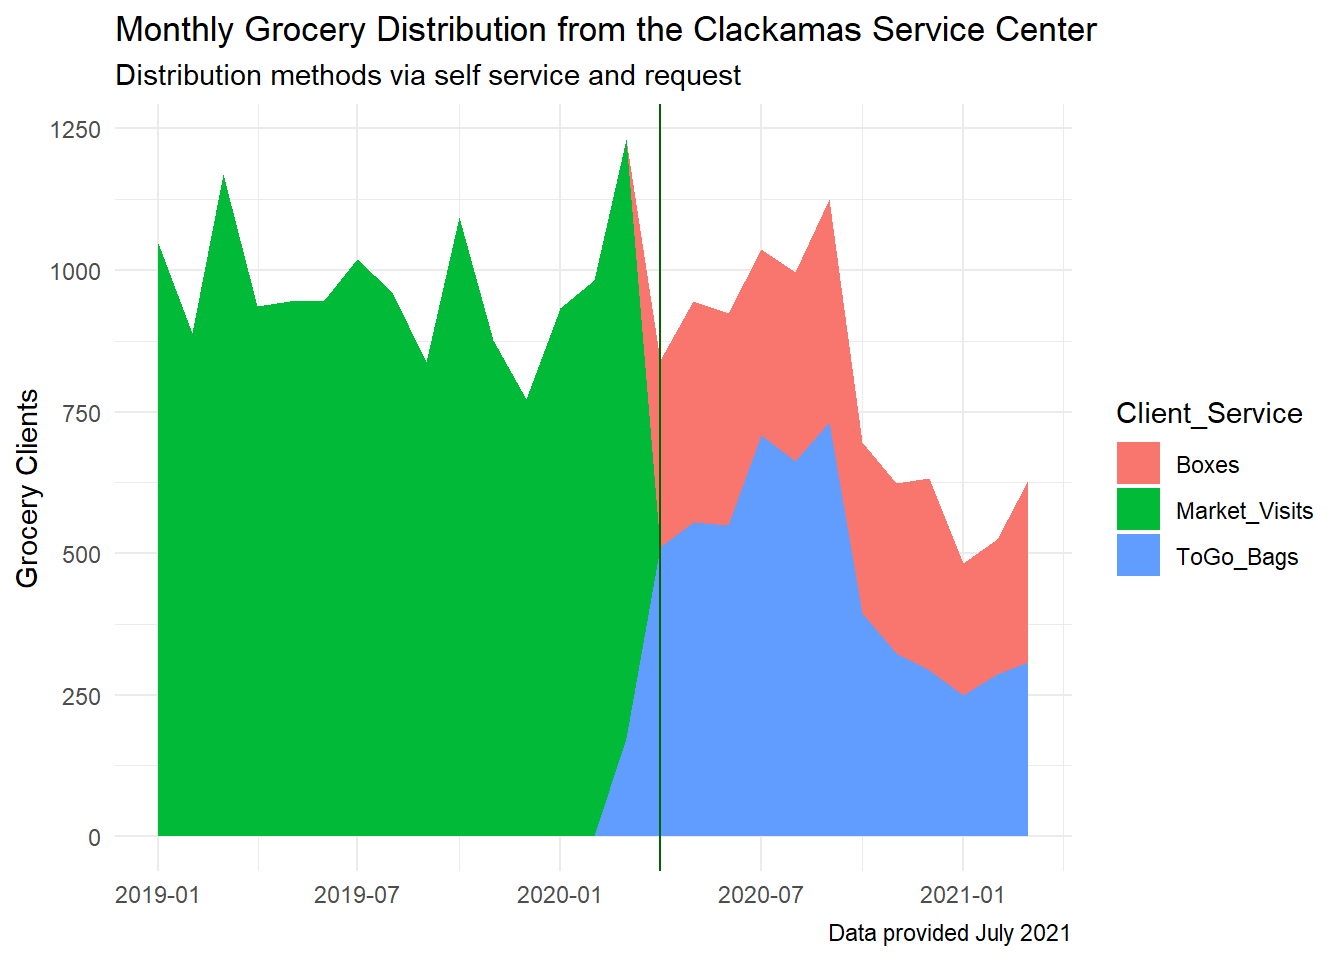 Monthly Grocery Distribution from the Clackamas Service Center
Distribution methods via self service and request
1250
1000
750
500
250
0
Grocery Clients
2019-01
2019-07
2020-01
2020-07
2021-01
Client_Service
Boxes
Market_Visits
ToGo_Bags
Data provided July 2021